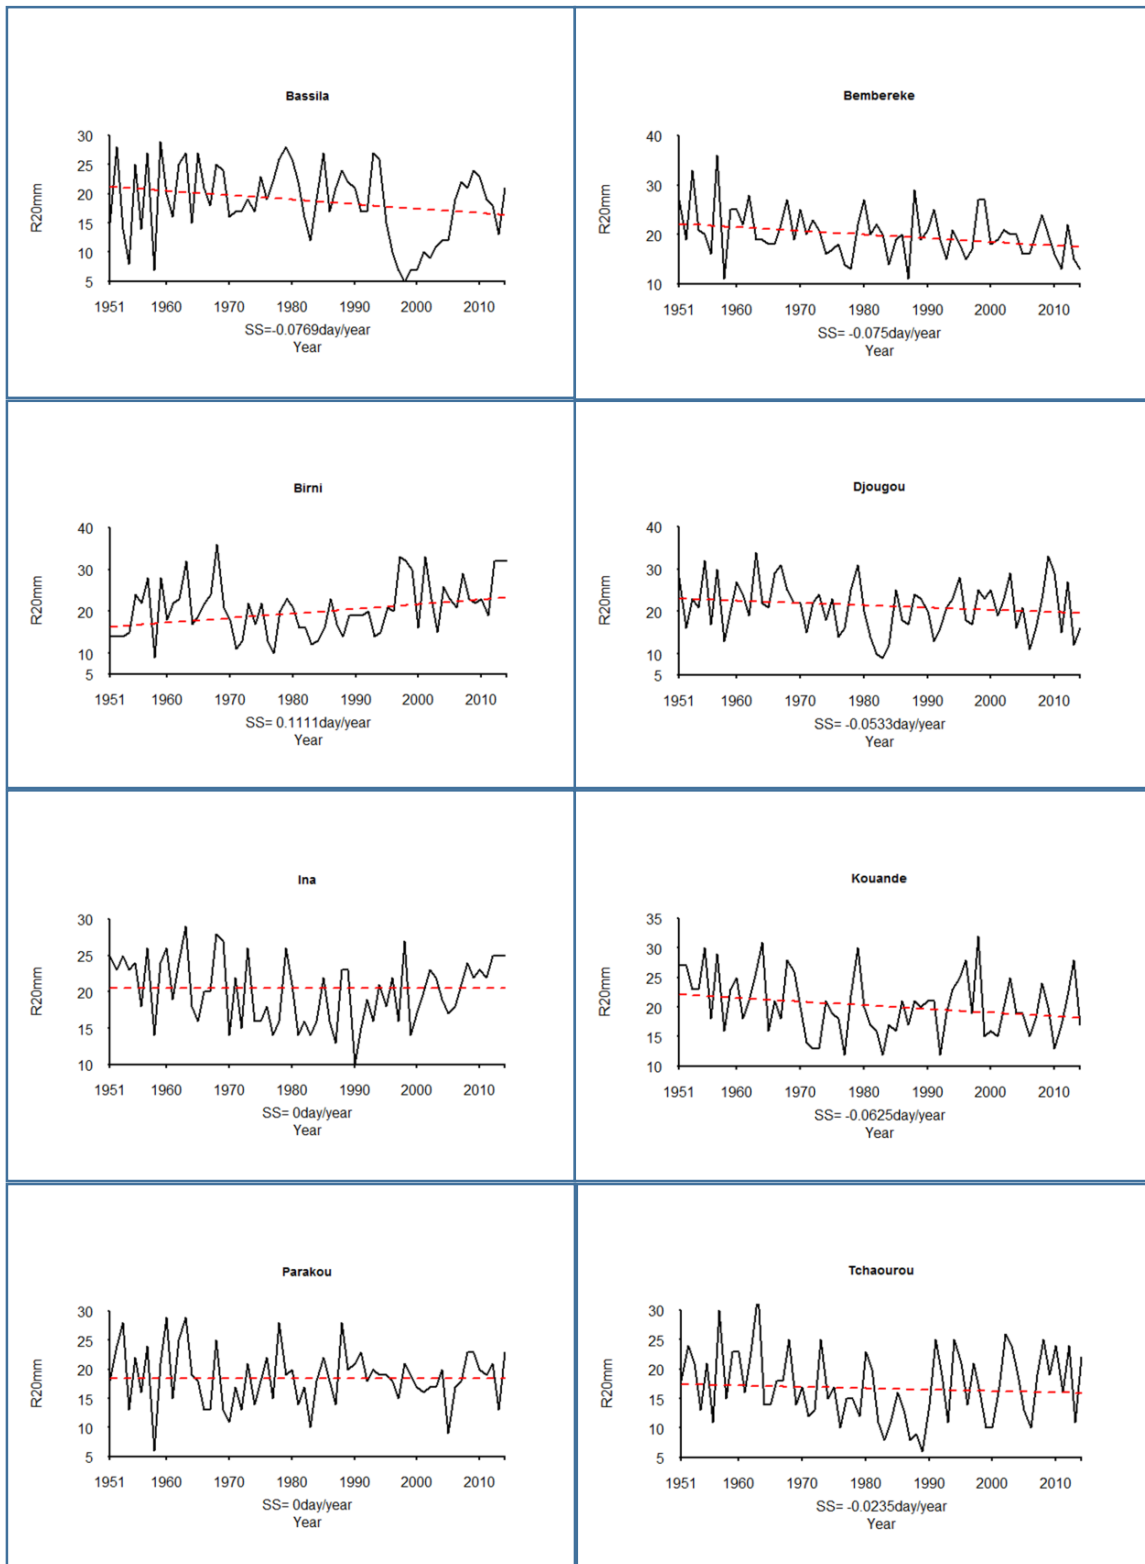 Bassila
30
25
20
15
10
5
R20mm
1951 1960 1970 1980 1990 2000 2010
SS=-0.0769day/year
Year
Bembereke
40
30
20
10
R20mm
1951 1960 1970 1980 1990 2000 2010
SS= -0.075day/year
Year
Birni
40
30
20
10
5
R20mm
1951 1960 1970 1980 1990 2000 2010
SS= 0.1111day/year
Year
Djougou
40
30
20
10
5
R20mm
1951 1960 1970 1980 1990 2000 2010
SS= -0.0533day/year
Year
Ina
30
25
20
15
10
R20mm
1951 1960 1970 1980 1990 2000 2010
SS= 0day/year
Year
Kouande
35
30
25
20
15
10
R20mm
1951 1960 1970 1980 1990 2000 2010
SS= -0.0625day/year
Year
Parakou
30
25
20
15
10
5
R20mm
1951 1960 1970 1980 1990 2000 2010
SS= 0day/year
Year
Tchaourou
30
25
20
15
10
5
R20mm
1951 1960 1970 1980 1990 2000 2010
SS= -0.0235day/year
Year